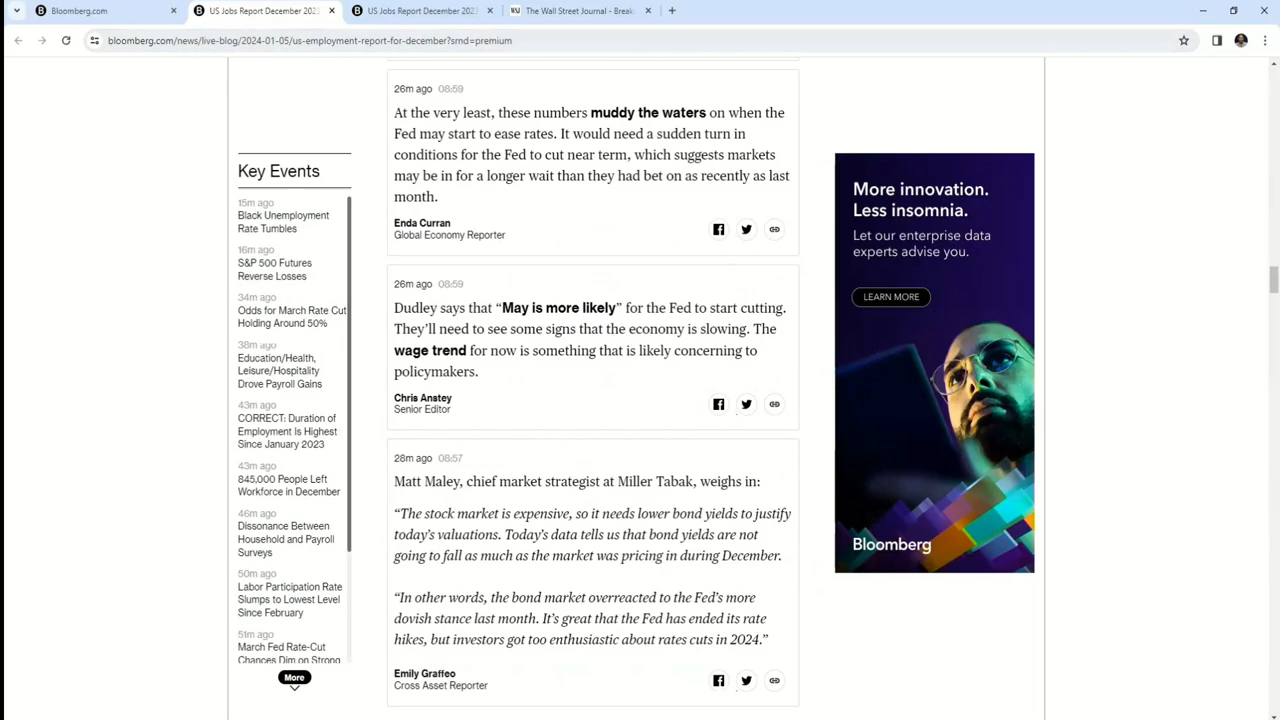 Bloomberg.com
US Jobs Report December 202
US Jobs Report December 202
The Wall Street Journal - Break
bloomberg.com/news/live-blog/2024-01-05/us-employment-report-for-december?srnd=premium
Key Events
15m ago
Black Unemployment
Rate Tumbles
16m ago
S&P 500 Futures
Reverse Losses
34m ago
Odds for March Rate Cut
Holding Around 50%
38m ago
Education/Health,
Leisure/Hospitality
Drove Payroll Gains
43m ago
CORRECT: Duration of
Employment Is Highest
Since January 2023
43m ago
845,000 People Left
Workforce in December
46m ago
Dissonance Between
Household and Payroll
Surveys
50m ago
Labor Participation Rate
Slumps to Lowest Level
Since February
51m ago
March Fed Rate-Cut
Chances Dim on Strong
More
26m ago 08:59
At the very least, these numbers muddy the waters on when the
Fed may start to ease rates. It would need a sudden turn in
conditions for the Fed to cut near term, which suggests markets
may be in for a longer wait than they had bet on as recently as last
month.
Enda Curran
Global Economy Reporter
26m ago 08:59
Dudley says that “May is more likely” for the Fed to start cutting.
They’ll need to see some signs that the economy is slowing. The
wage trend for now is something that is likely concerning to
policymakers.
Chris Anstey
Senior Editor
28m ago 08:57
Matt Maley, chief market strategist at Miller Tabak, weighs in:
“The stock market is expensive, so it needs lower bond yields to justify
today’s valuations. Today’s data tells us that bond yields are not
going to fall as much as the market was pricing in during December.
“In other words, the bond market overreacted to the Fed’s more
dovish stance last month. It’s great that the Fed has ended its rate
hikes, but investors got too enthusiastic about rates cuts in 2024.”
Emily Graffeo
Cross Asset Reporter
More innovation.
Less insomnia.
Let our enterprise data
experts advise you.
LEARN MORE
Bloomberg